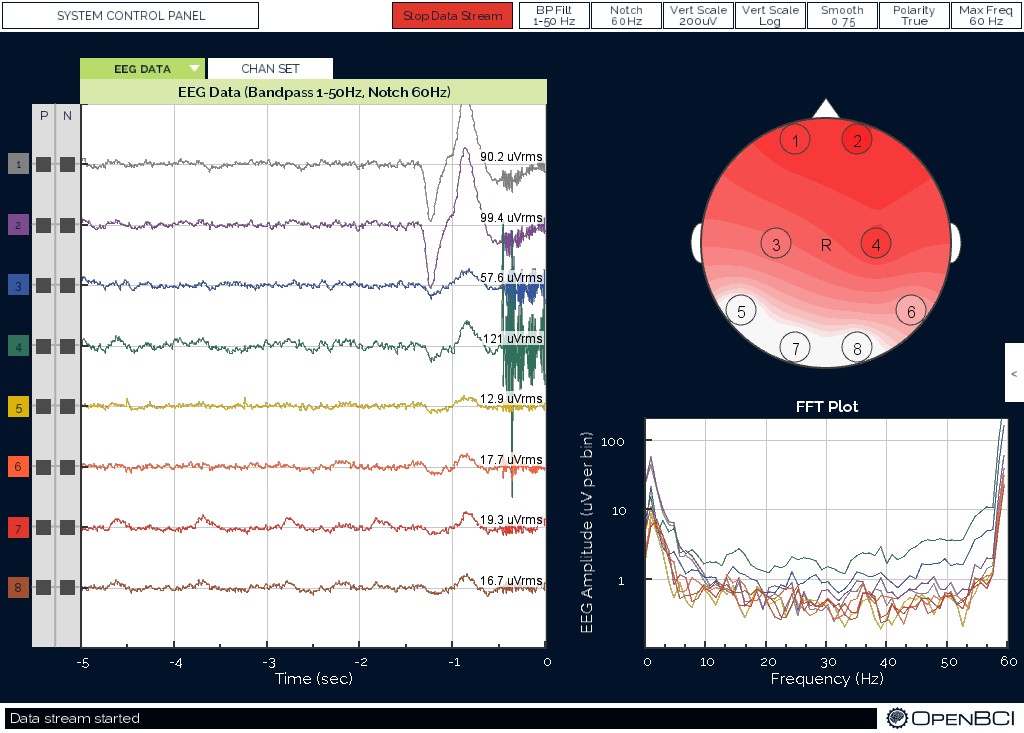 SYSTEM CONTROL PANEL
Stop Data Stream
BP Filt
1-50 Hz
Notch
60Hz
Vert Scale
200uV
Vert Scale
Log
Smooth
0.75
Polarity
True
Max Freq
60 Hz
EEG DATA
CHAN SET
EEG Data (Bandpass 1-50Hz, Notch 60Hz)
P N
1 90.2 uVrms
2 99.4 uVrms
3 57.6 uVrms
4 121 uVrms
5 12.9 uVrms
6 17.7 uVrms
7 19.3 uVrms
8 16.7 uVrms
-5 -4 -3 -2 -1 0
Time (sec)
1 2
3 R 4
5 6
7 8
<
FFT Plot
EEG Amplitude (uV per bin)
100
10
1
0 10 20 30 40 50 60
Frequency (Hz)
Data stream started
OPENBCI